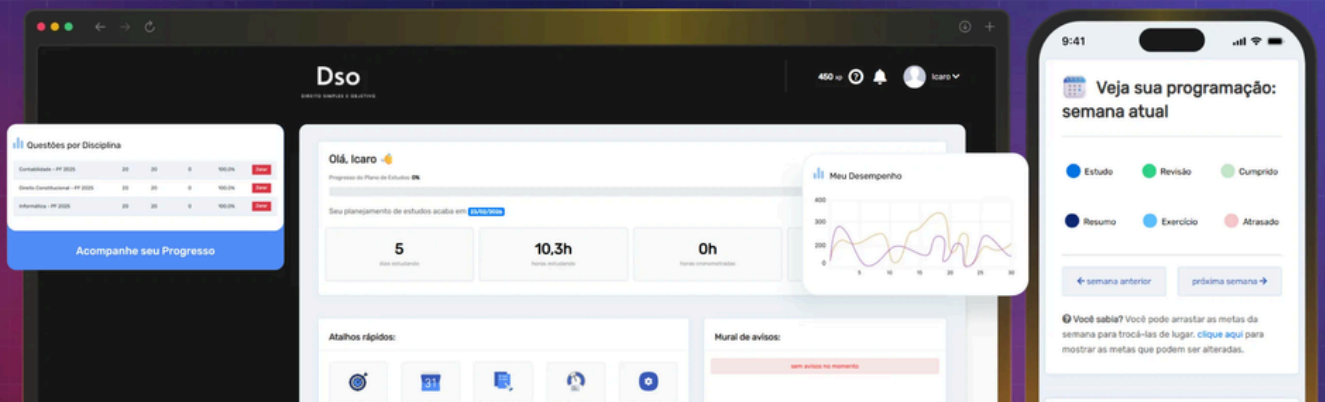 Dso
DIREITO SIMPLES E OBJETIVO
450 xp
Icaro
Questões por Disciplina
Contabilidade - PF 2025 20 20 0 100,0% Zerar
Direito Constitucional - PF 2025 20 20 0 100,0% Zerar
Informática - PF 2025 20 20 0 100,0% Zerar
Acompanhe seu Progresso
Olá, Icaro
Progresso do Plano de Estudos: 0%
Seu planejamento de estudos acaba em 23/02/2026
5
dias estudando
10,3h
horas estudando
0h
horas cronometradas
Meu Desempenho
400
300
200
0
5 10 15 20 25 30
Atalhos rápidos:
31
Mural de avisos:
sem avisos no momento
9:41
Veja sua programação:
semana atual
Estudo Revisão Cumprido
Resumo Exercício Atrasado
← semana anterior próxima semana →
Você sabia? Você pode arrastar as metas da
semana para trocá-las de lugar. clique aqui para
mostrar as metas que podem ser alteradas.